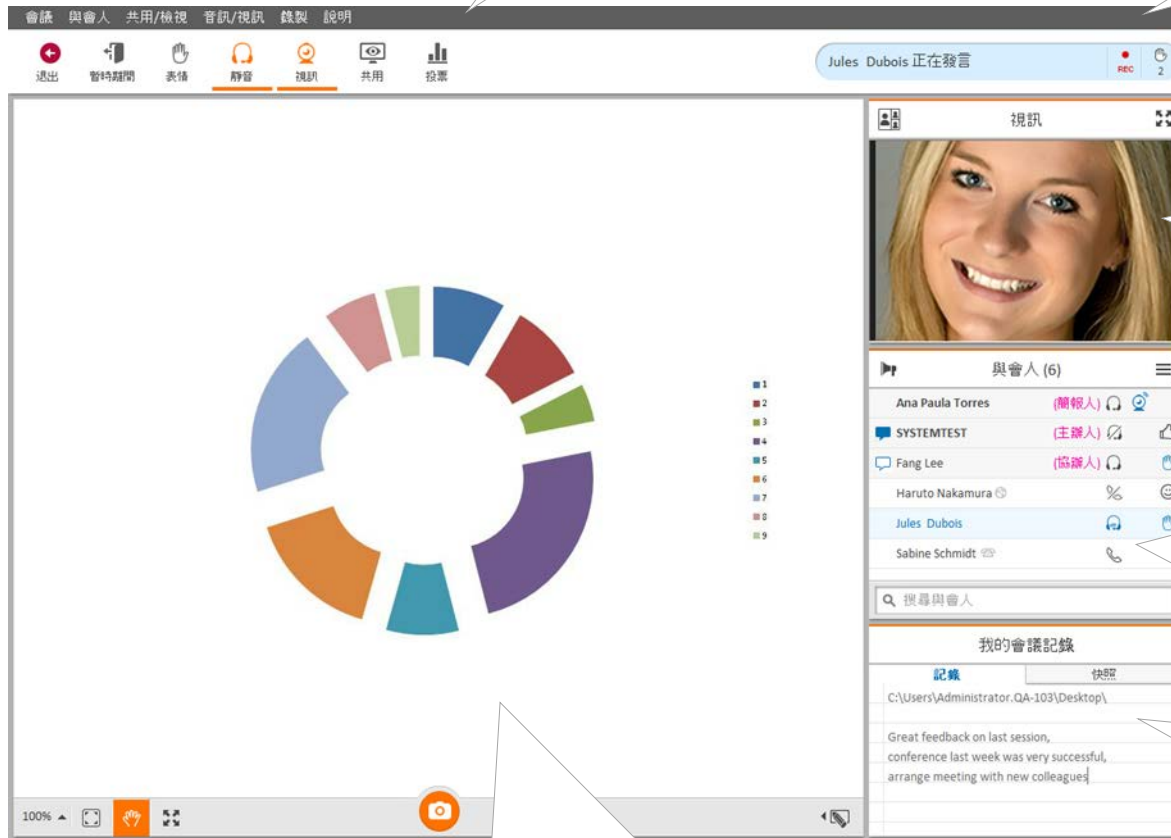 會議 與會人 共用/檢視 音訊/視訊 錄製 說明
退出 暫時離開 表情 靜音 視訊 共用 投票
Jules Dubois 正在發言
REC 2
視訊
1
2
3
4
5
6
7
8
9
與會人 (6)
Ana Paula Torres (簡報人)
SYSTEMTEST (主辦人)
Fang Lee (協辦人)
Haruto Nakamura
Jules Dubois
Sabine Schmidt
搜尋與會人
我的會議記錄
記錄 快照
C:\Users\Administrator.QA-103\Desktop\
Great feedback on last session,
conference last week was very successful,
arrange meeting with new colleagues
100%